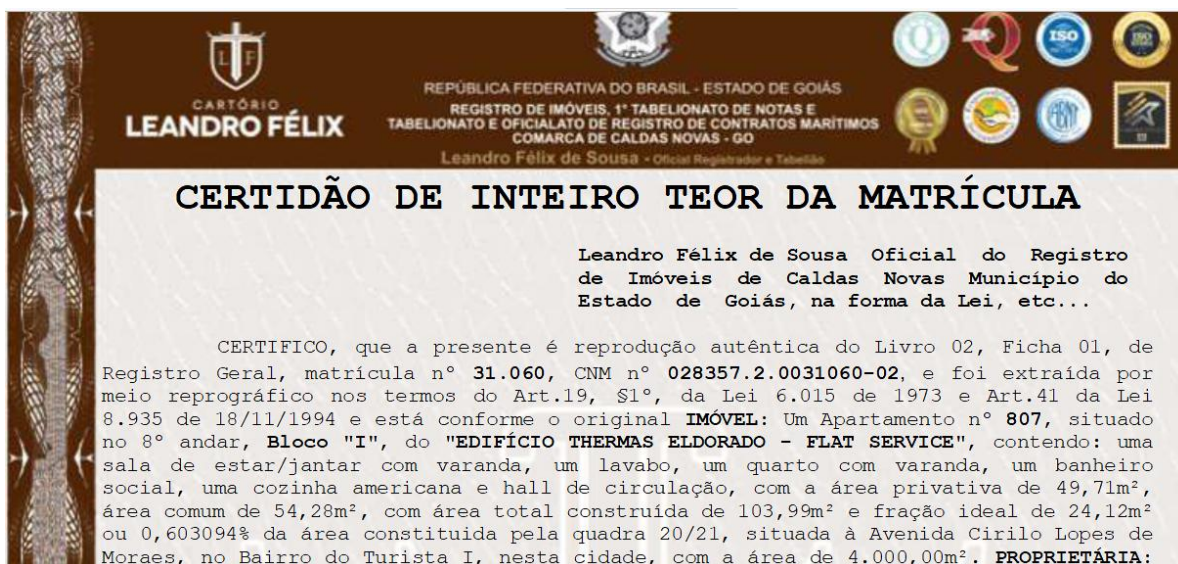 LF
CARTÓRIO
LEANDRO FÉLIX
REPÚBLICA FEDERATIVA DO BRASIL - ESTADO DE GOIÁS
REGISTRO DE IMÓVEIS, 1° TABELIONATO DE NOTAS E
TABELIONATO E OFICIALATO DE REGISTRO DE CONTRATOS MARÍTIMOS
COMARCA DE CALDAS NOVAS - GO
Leandro Félix de Sousa - Oficial Registrador e Tabelião
ISO
ISO
ABNT
CERTIDÃO DE INTEIRO TEOR DA MATRÍCULA
Leandro Félix de Sousa Oficial do Registro
de Imóveis de Caldas Novas Município do
Estado de Goiás, na forma da Lei, etc...
CERTIFICO, que a presente é reprodução autêntica do Livro 02, Ficha 01, de
Registro Geral, matrícula nº 31.060, CNM nº 028357.2.0031060-02, e foi extraída por
meio reprográfico nos termos do Art.19, §1º, da Lei 6.015 de 1973 e Art.41 da Lei
8.935 de 18/11/1994 e está conforme o original IMÓVEL: Um Apartamento nº 807, situado
no 8º andar, Bloco "I", do "EDIFÍCIO THERMAS ELDORADO - FLAT SERVICE", contendo: uma
sala de estar/jantar com varanda, um lavabo, um quarto com varanda, um banheiro
social, uma cozinha americana e hall de circulação, com a área privativa de 49,71m²,
área comum de 54,28m², com área total construída de 103,99m² e fração ideal de 24,12m²
ou 0,603094% da área constituida pela quadra 20/21, situada à Avenida Cirilo Lopes de
Moraes, no Bairro do Turista I, nesta cidade, com a área de 4.000,00m². PROPRIETÁRIA: